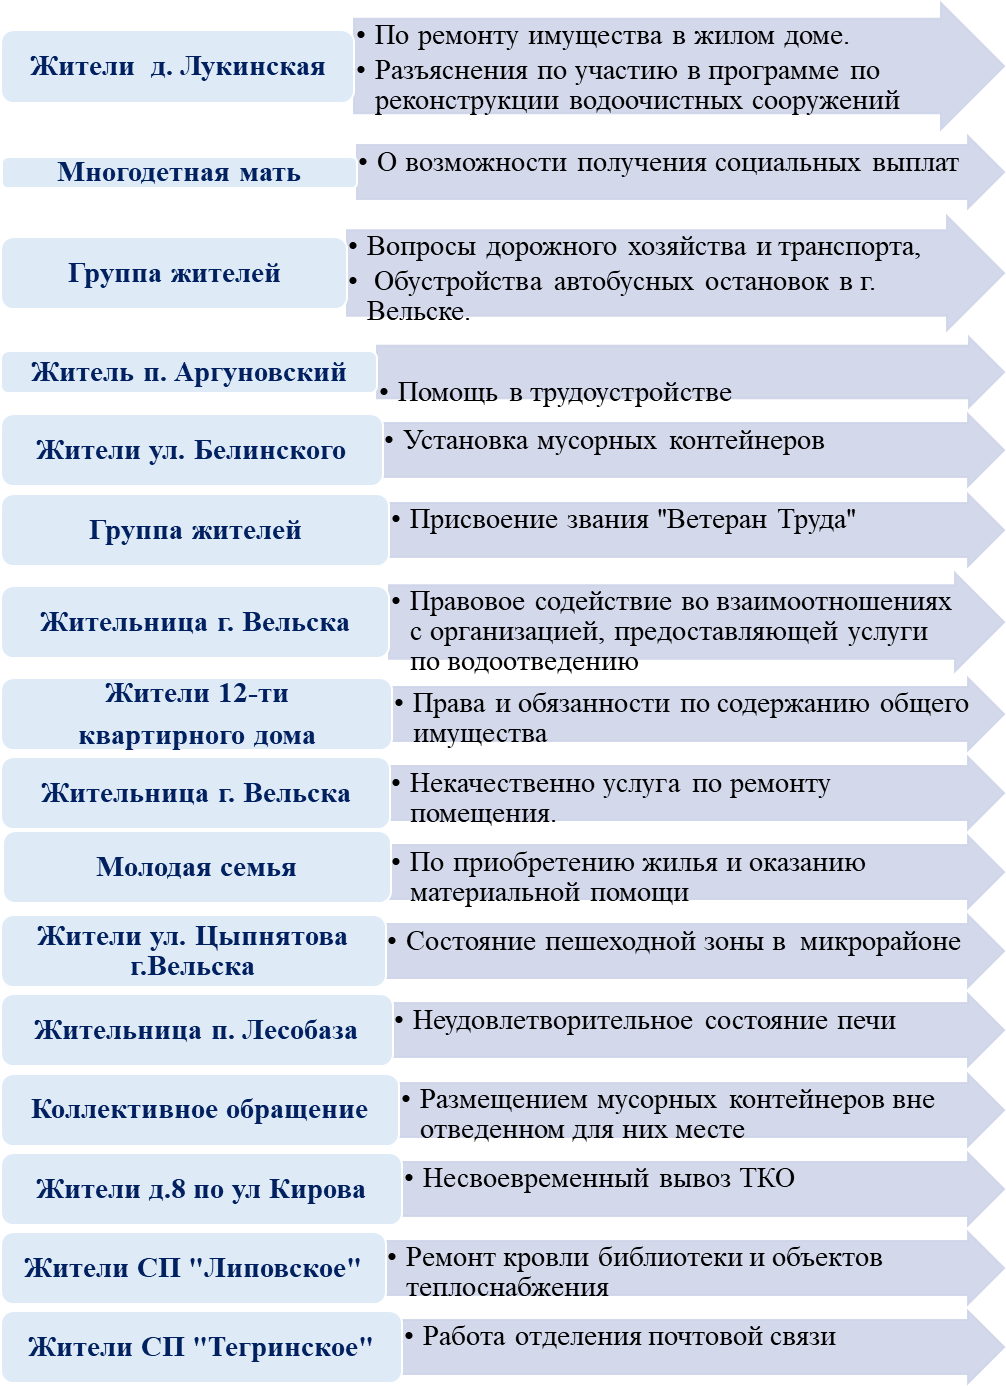 Жители д. Лукинская
• По ремонту имущества в жилом доме.
• Разъяснения по участию в программе по
реконструкции водоочистных сооружений
Многодетная мать
• О возможности получения социальных выплат
Группа жителей
• Вопросы дорожного хозяйства и транспорта,
• Обустройства автобусных остановок в г.
Вельске.
Житель п. Аргуновский
• Помощь в трудоустройстве
Жители ул. Белинского
• Установка мусорных контейнеров
Группа жителей
• Присвоение звания "Ветеран Труда"
Жительница г. Вельска
• Правовое содействие во взаимоотношениях
с организацией, предоставляющей услуги
по водоотведению
Жители 12-ти
квартирного дома
• Права и обязанности по содержанию общего
имущества
Жительница г. Вельска
• Некачественно услуга по ремонту
помещения.
Молодая семья
• По приобретению жилья и оказанию
материальной помощи
Жители ул. Цыпнятова
г.Вельска
• Состояние пешеходной зоны в микрорайоне
Жительница п. Лесобаза
• Неудовлетворительное состояние печи
Коллективное обращение
• Размещением мусорных контейнеров вне
отведенном для них месте
Жители д.8 по ул Кирова
• Несвоевременный вывоз ТКО
Жители СП "Липовское"
• Ремонт кровли библиотеки и объектов
теплоснабжения
Жители СП "Тегринское"
• Работа отделения почтовой связи